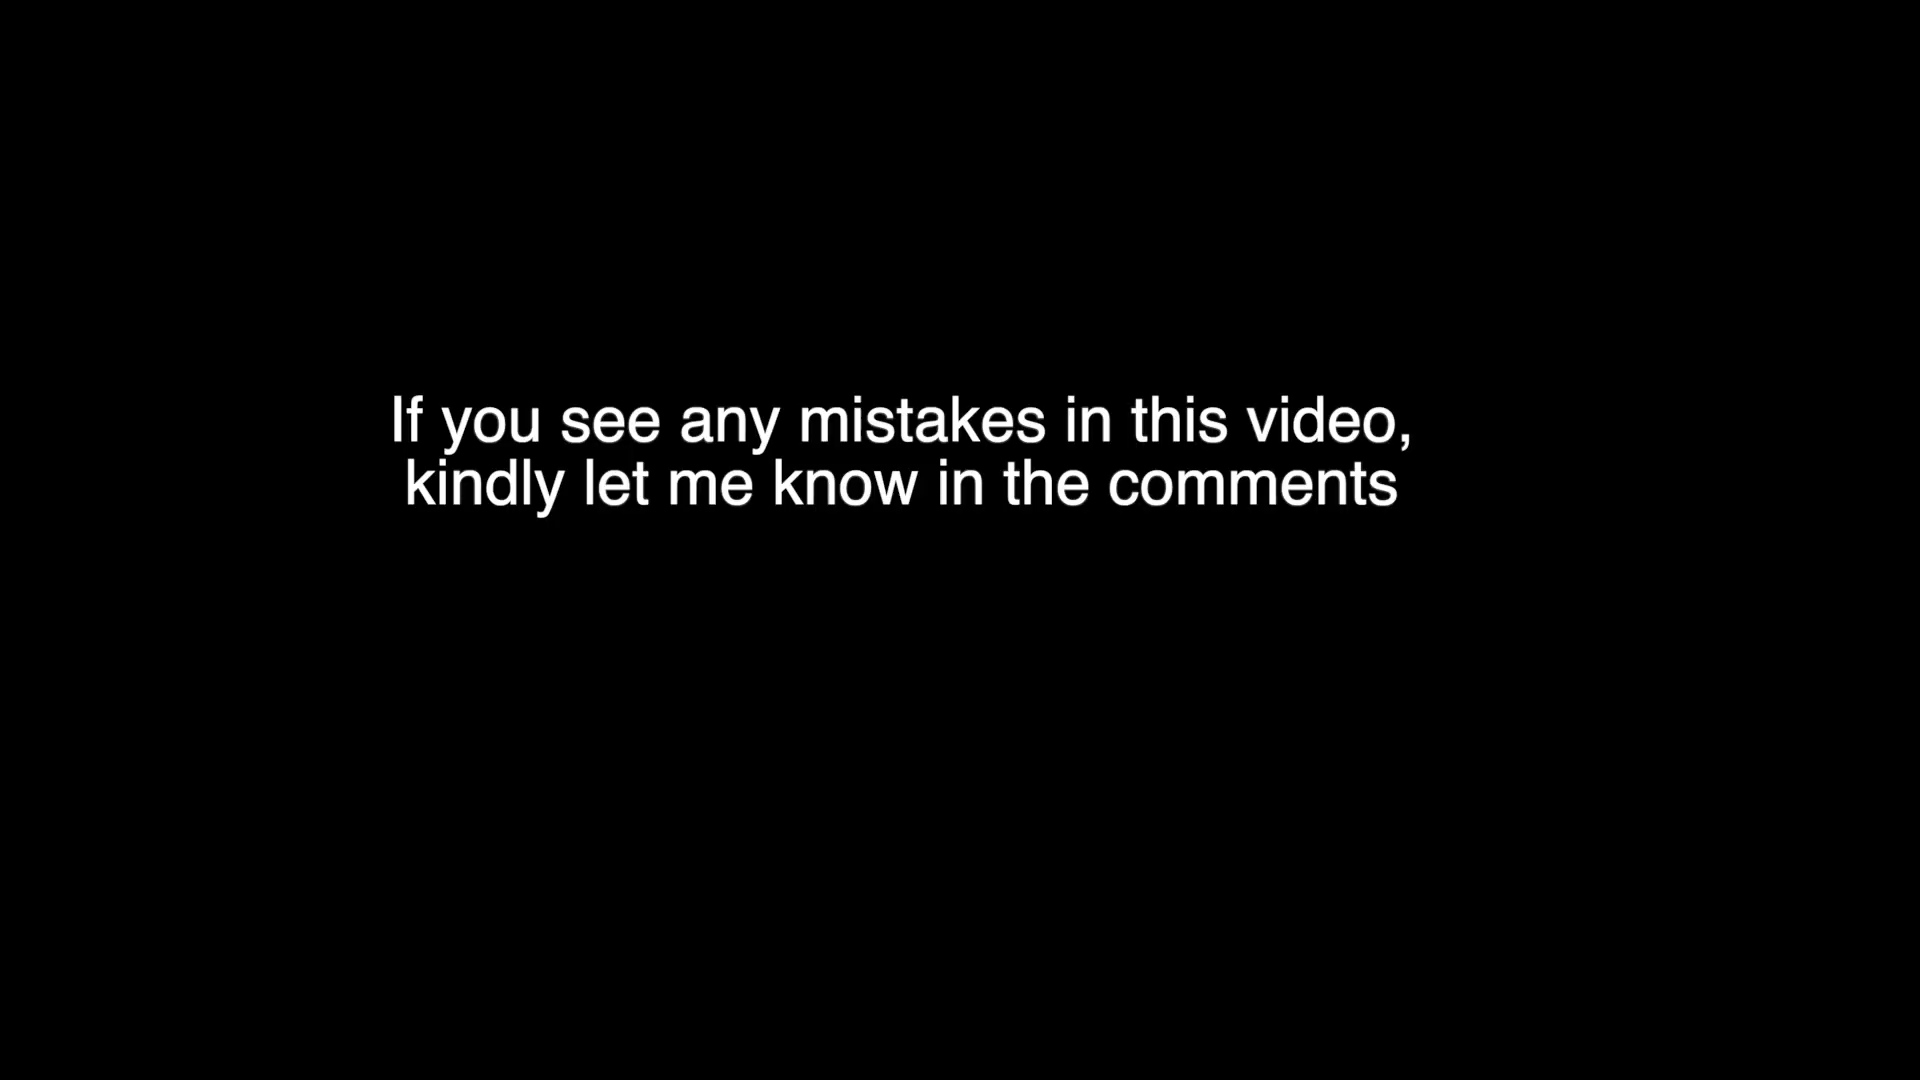 If you see any mistakes in this video,
kindly let me know in the comments